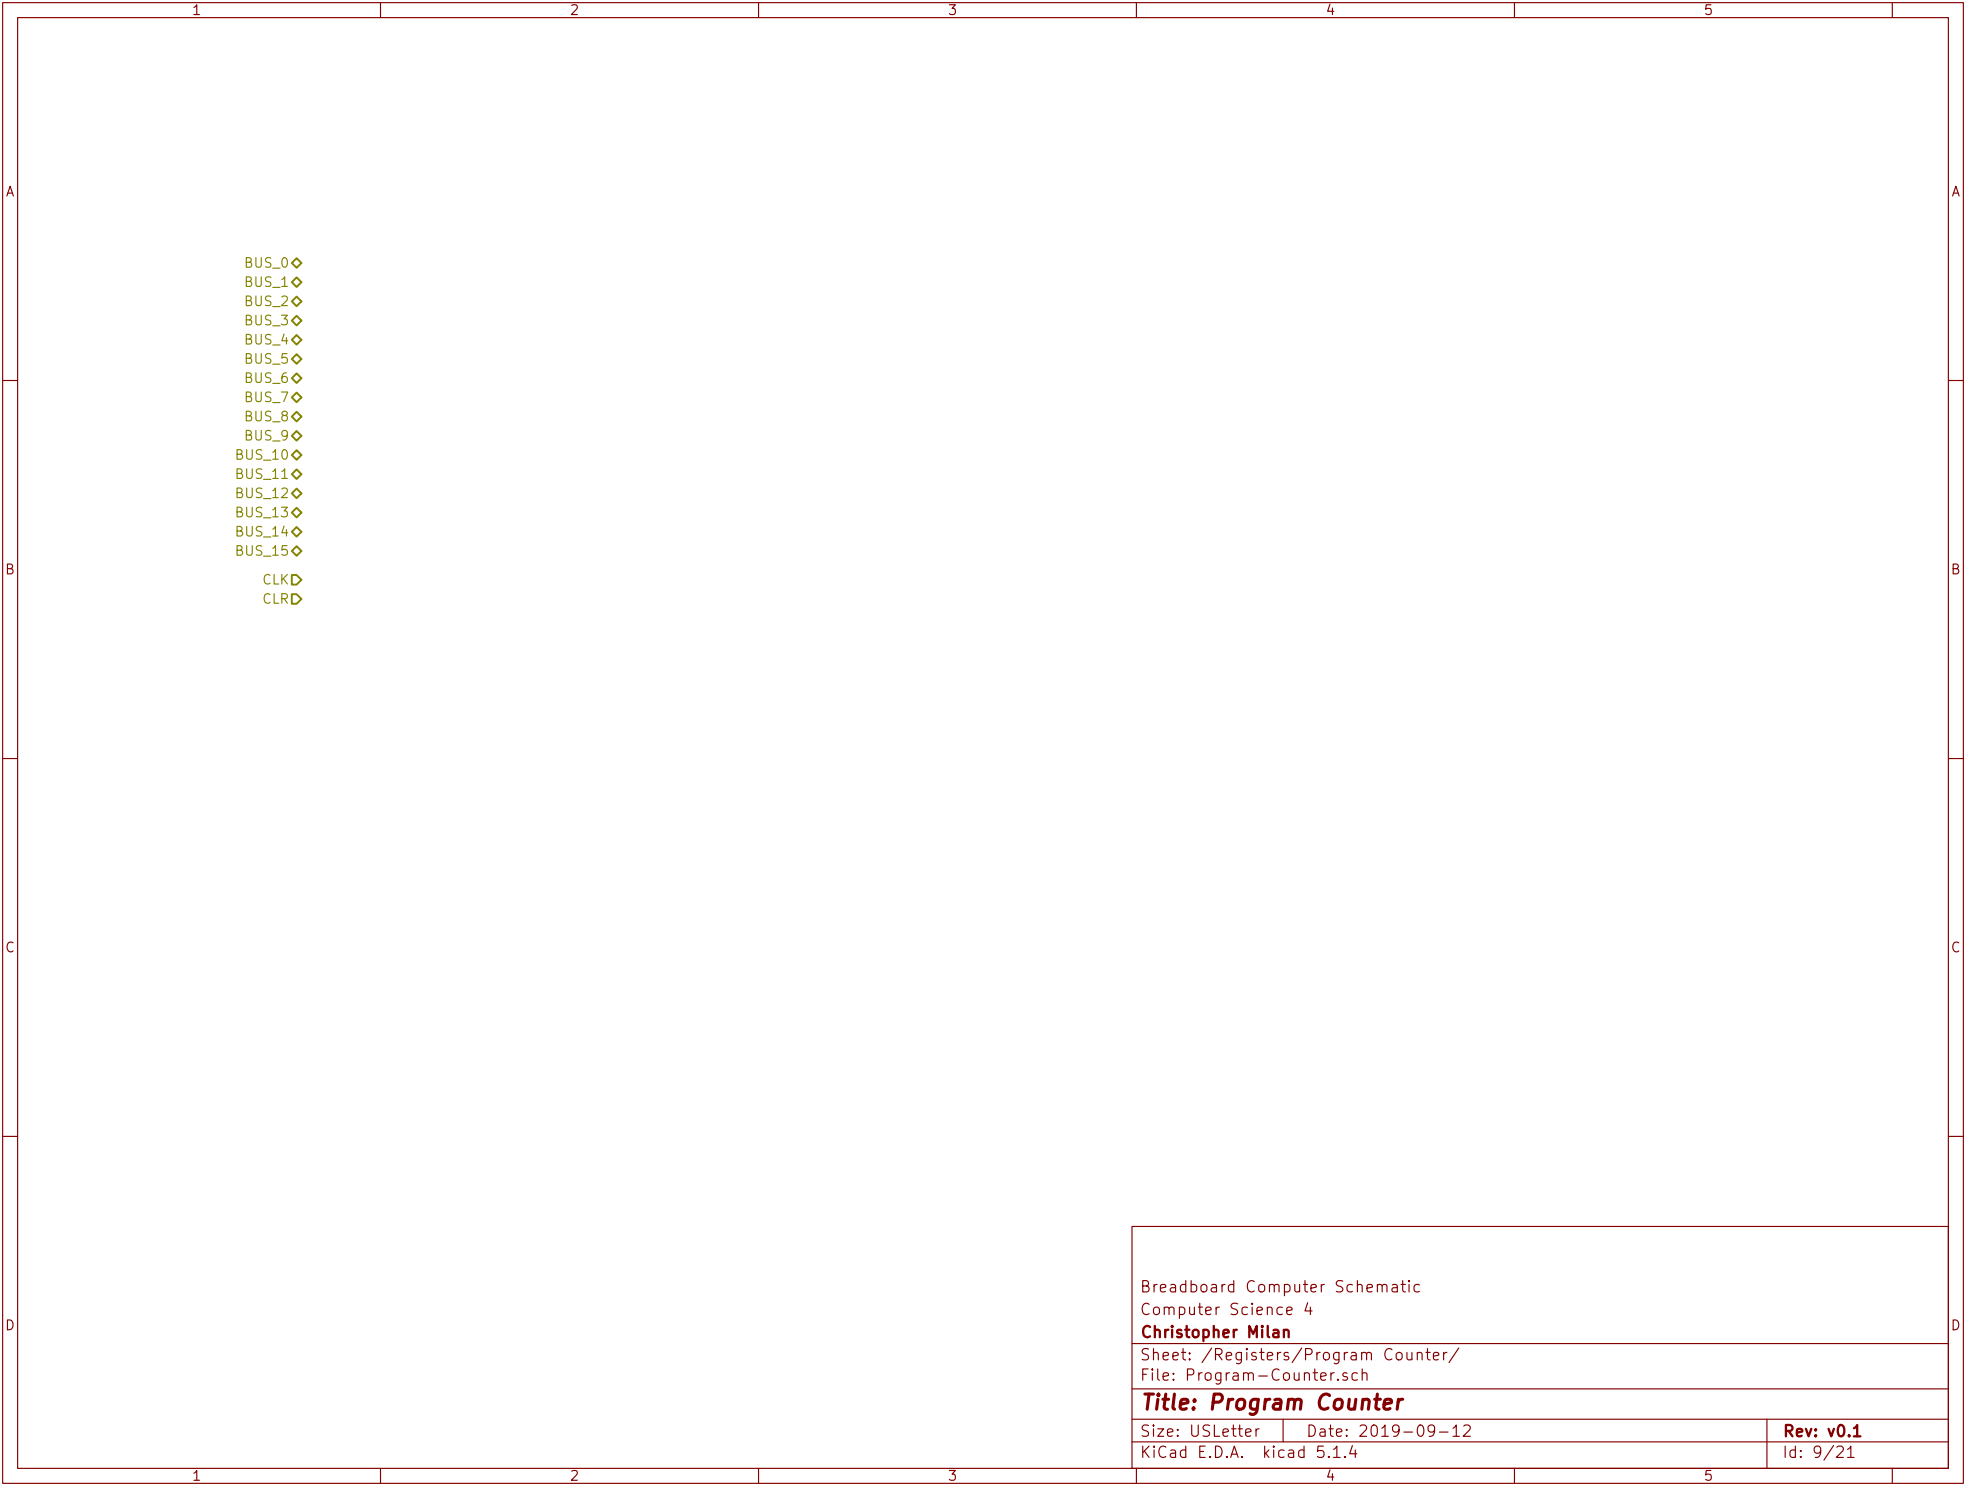 1 2 3 4 5
A A
BUS_0
BUS_1
BUS_2
BUS_3
BUS_4
BUS_5
BUS_6
BUS_7
BUS_8
BUS_9
BUS_10
BUS_11
BUS_12
BUS_13
BUS_14
BUS_15
B B
CLK
CLR
C C
Breadboard Computer Schematic
Computer Science 4
D D
Christopher Milan
Sheet: /Registers/Program Counter/
File: Program-Counter.sch
Title: Program Counter
Size: USLetter Date: 2019-09-12 Rev: v0.1
KiCad E.D.A. kicad 5.1.4 Id: 9/21
1 2 3 4 5